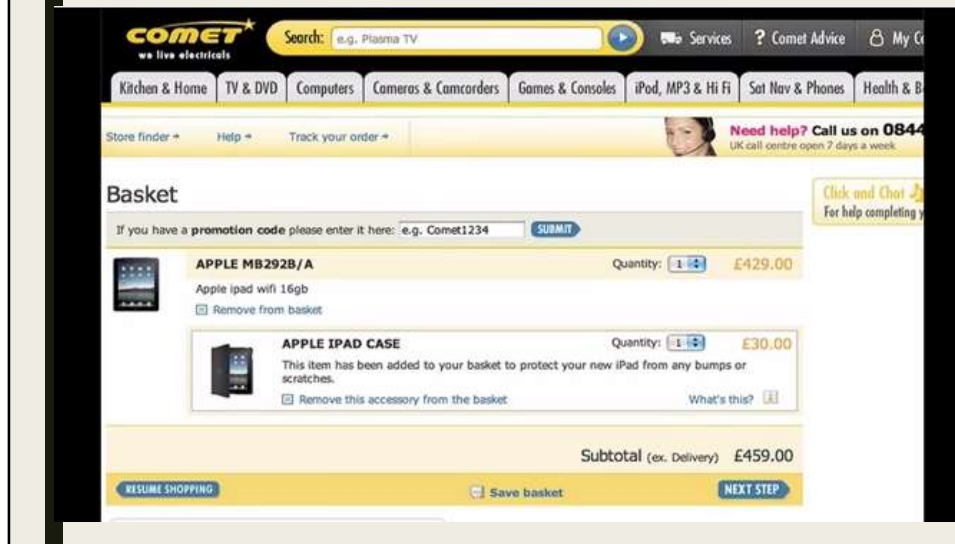 COMET
we live electricals
Search: e.g. Plasma TV
Services ? Comet Advice My Co
Kitchen & Home TV & DVD Computers Cameras & Camcorders Games & Consoles iPod, MP3 & Hi Fi Sat Nav & Phones Health & B
Store finder Help Track your order
Need help? Call us on 0844
UK call centre open 7 days a week
Basket
Click and Chat
For help completing y
If you have a promotion code please enter it here: e.g. Comet1234 SUBMIT
APPLE MB292B/A Quantity: 1 £429.00
Apple ipad wifi 16gb
Remove from basket
APPLE IPAD CASE Quantity: 1 £30.00
This item has been added to your basket to protect your new iPad from any bumps or
scratches.
Remove this accessory from the basket What's this?
Subtotal (ex. Delivery) £459.00
RESUME SHOPPING Save basket NEXT STEP